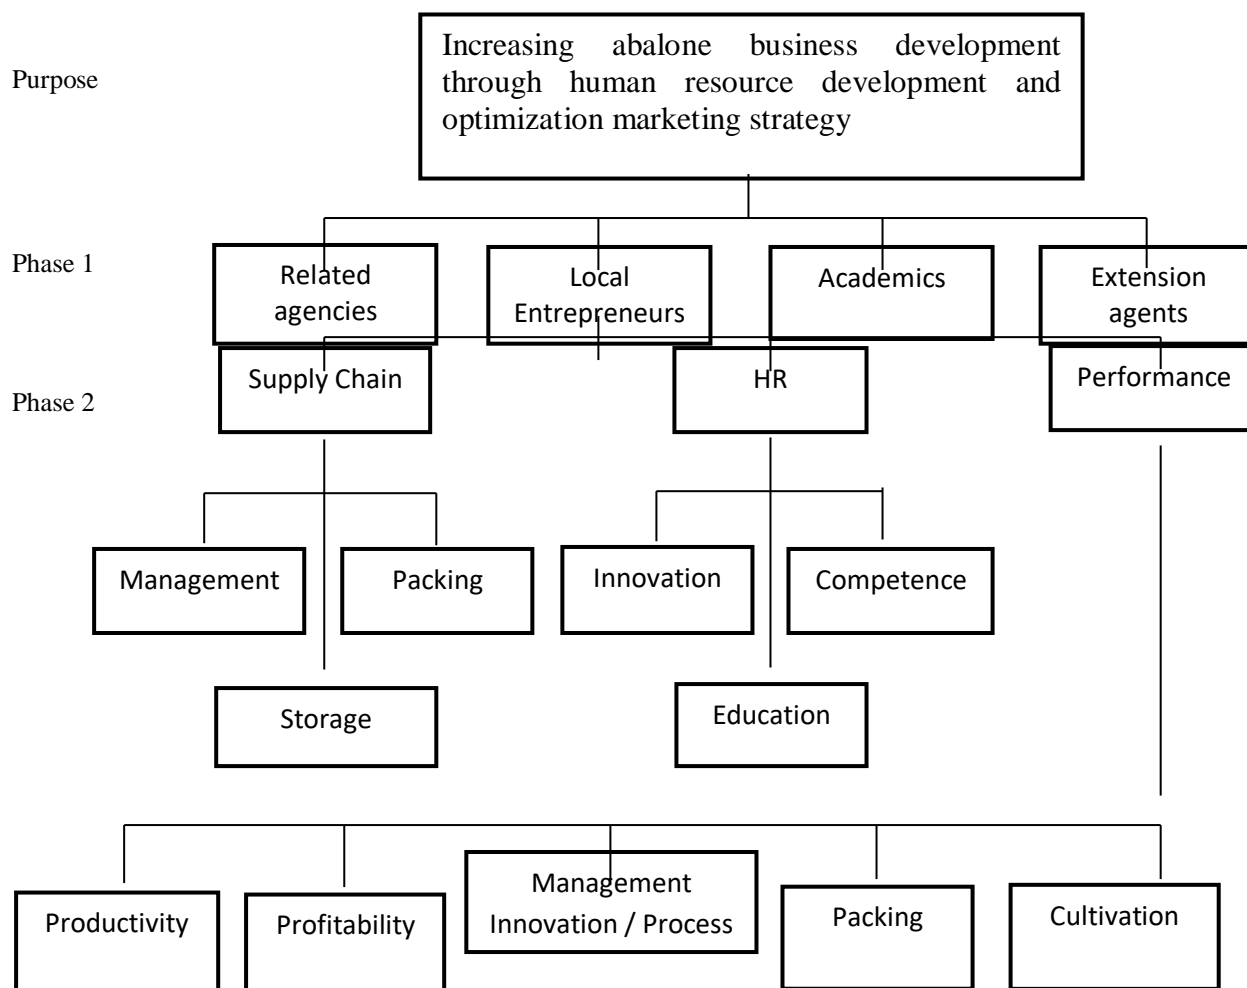 Increasing abalone business development
through human resource development and
optimization marketing strategy
Purpose
Phase 1
Related
agencies
Local
Entrepreneurs
Academics
Extension
agents
Phase 2
Supply Chain
HR
Performance
Management
Packing
Innovation
Competence
Storage
Education
Productivity
Profitability
Management
Innovation / Process
Packing
Cultivation